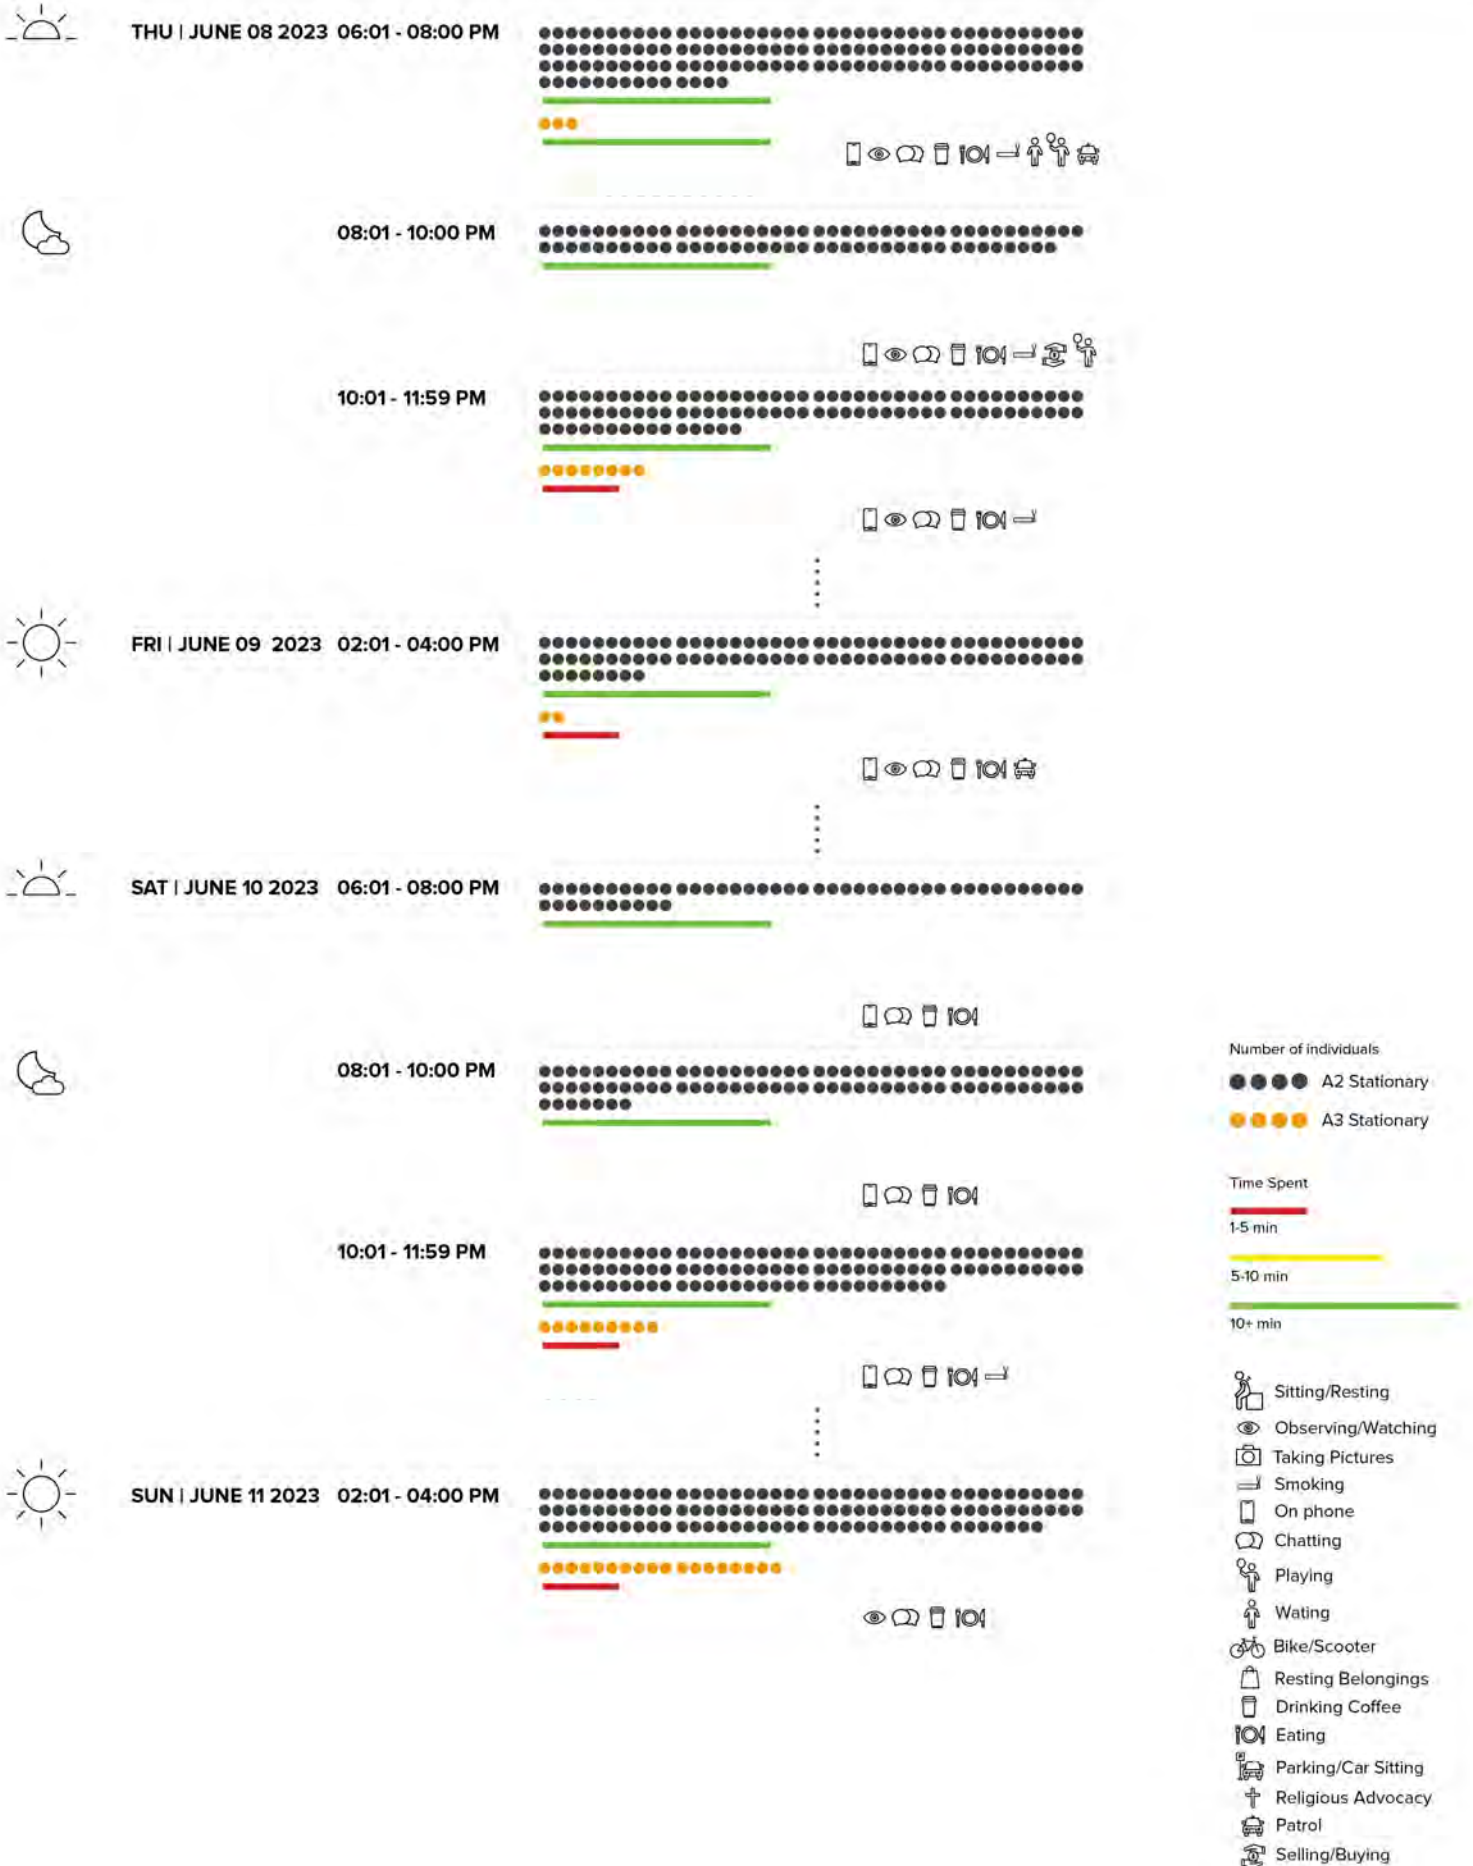 THU | JUNE 08 2023 06:01 - 08:00 PM
08:01 - 10:00 PM
10:01 - 11:59 PM
FRI | JUNE 09 2023 02:01 - 04:00 PM
SAT | JUNE 10 2023 06:01 - 08:00 PM
08:01 - 10:00 PM
10:01 - 11:59 PM
SUN | JUNE 11 2023 02:01 - 04:00 PM
Number of individuals
A2 Stationary
A3 Stationary
Time Spent
1-5 min
5-10 min
10+ min
Sitting/Resting
Observing/Watching
Taking Pictures
Smoking
On phone
Chatting
Playing
Wating
Bike/Scooter
Resting Belongings
Drinking Coffee
Eating
Parking/Car Sitting
Religious Advocacy
Patrol
Selling/Buying